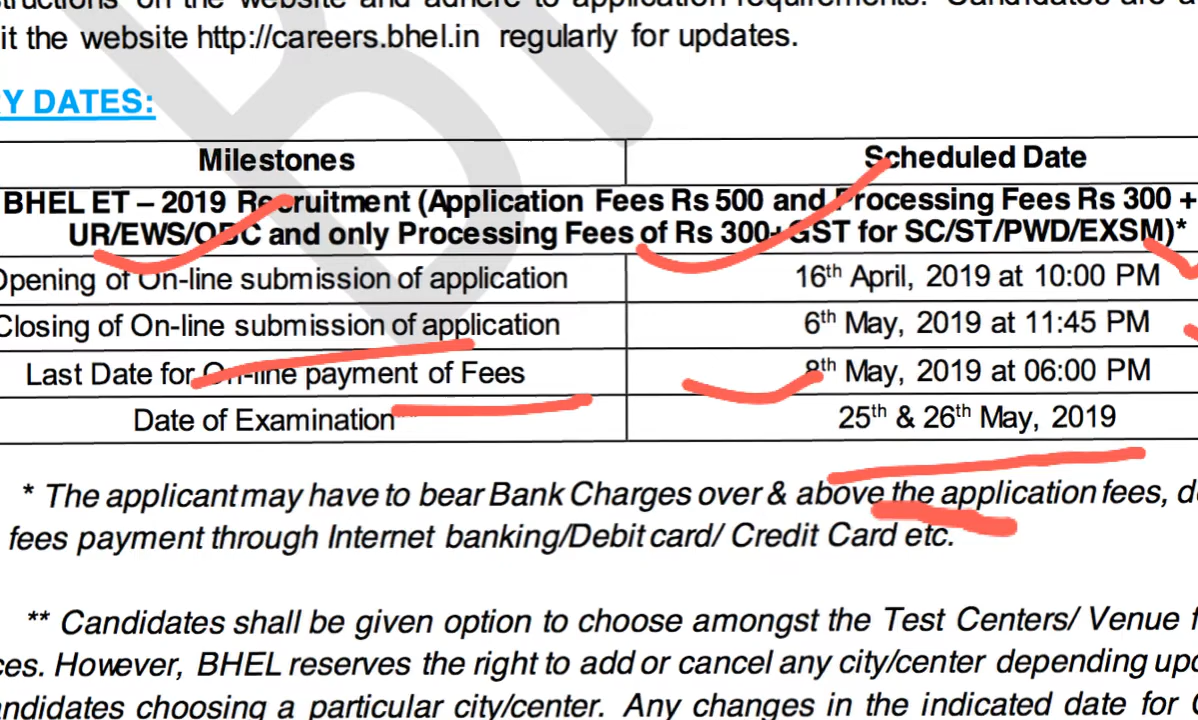 structions on the website and adhere to application requirements. Candidates are a
it the website http://careers.bhel.in regularly for updates.
Y DATES:
Milestones Scheduled Date
BHEL ET – 2019 Recruitment (Application Fees Rs 500 and Processing Fees Rs 300 +
UR/EWS/OBC and only Processing Fees of Rs 300+GST for SC/ST/PWD/EXSM)*
Opening of On-line submission of application 16th April, 2019 at 10:00 PM
Closing of On-line submission of application 6th May, 2019 at 11:45 PM
Last Date for On-line payment of Fees 8th May, 2019 at 06:00 PM
Date of Examination** 25th & 26th May, 2019
* The applicant may have to bear Bank Charges over & above the application fees, d
fees payment through Internet banking/Debit card/ Credit Card etc.
** Candidates shall be given option to choose amongst the Test Centers/ Venue f
ces. However, BHEL reserves the right to add or cancel any city/center depending upo
andidates choosing a particular city/center. Any changes in the indicated date for